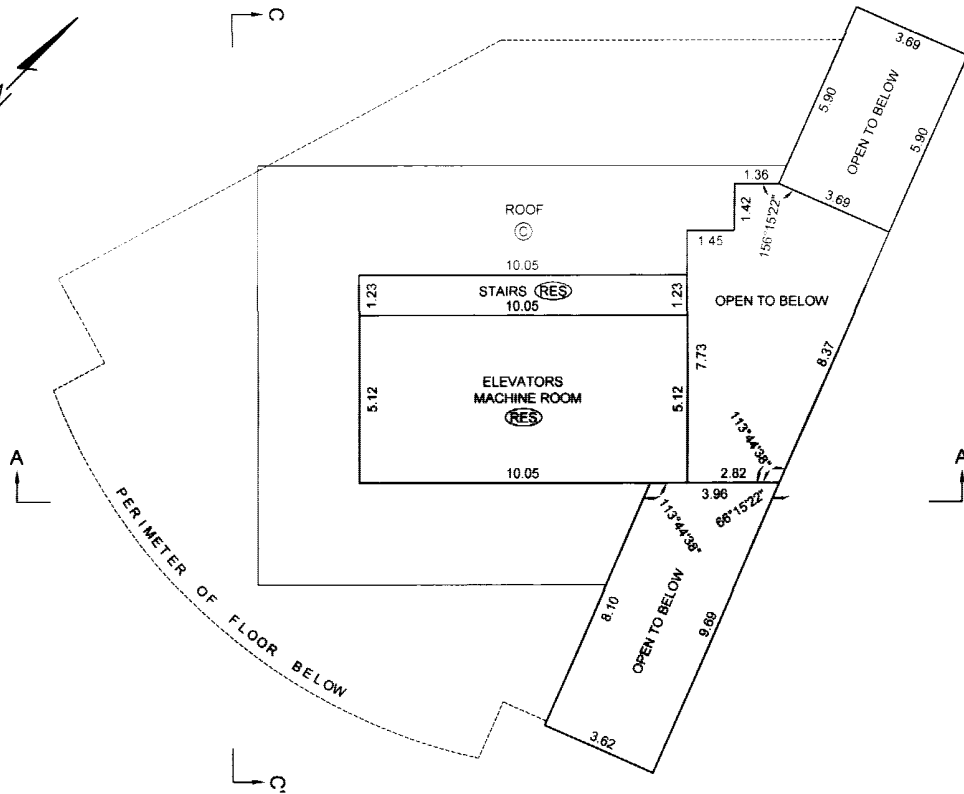 C
N
3.69
5.90
OPEN TO BELOW
5.90
1.36
3.69
1.42
156°15'22"
1.45
ROOF
C
10.05
STAIRS RES
1.23
1.23
10.05
OPEN TO BELOW
ELEVATORS
MACHINE ROOM
RES
5.12
5.12
7.73
8.37
113°44'38"
10.05
2.82
3.96
66°15'22"
113°44'38"
A
A
PERIMETER OF FLOOR BELOW
8.10
OPEN TO BELOW
9.69
3.62
C'